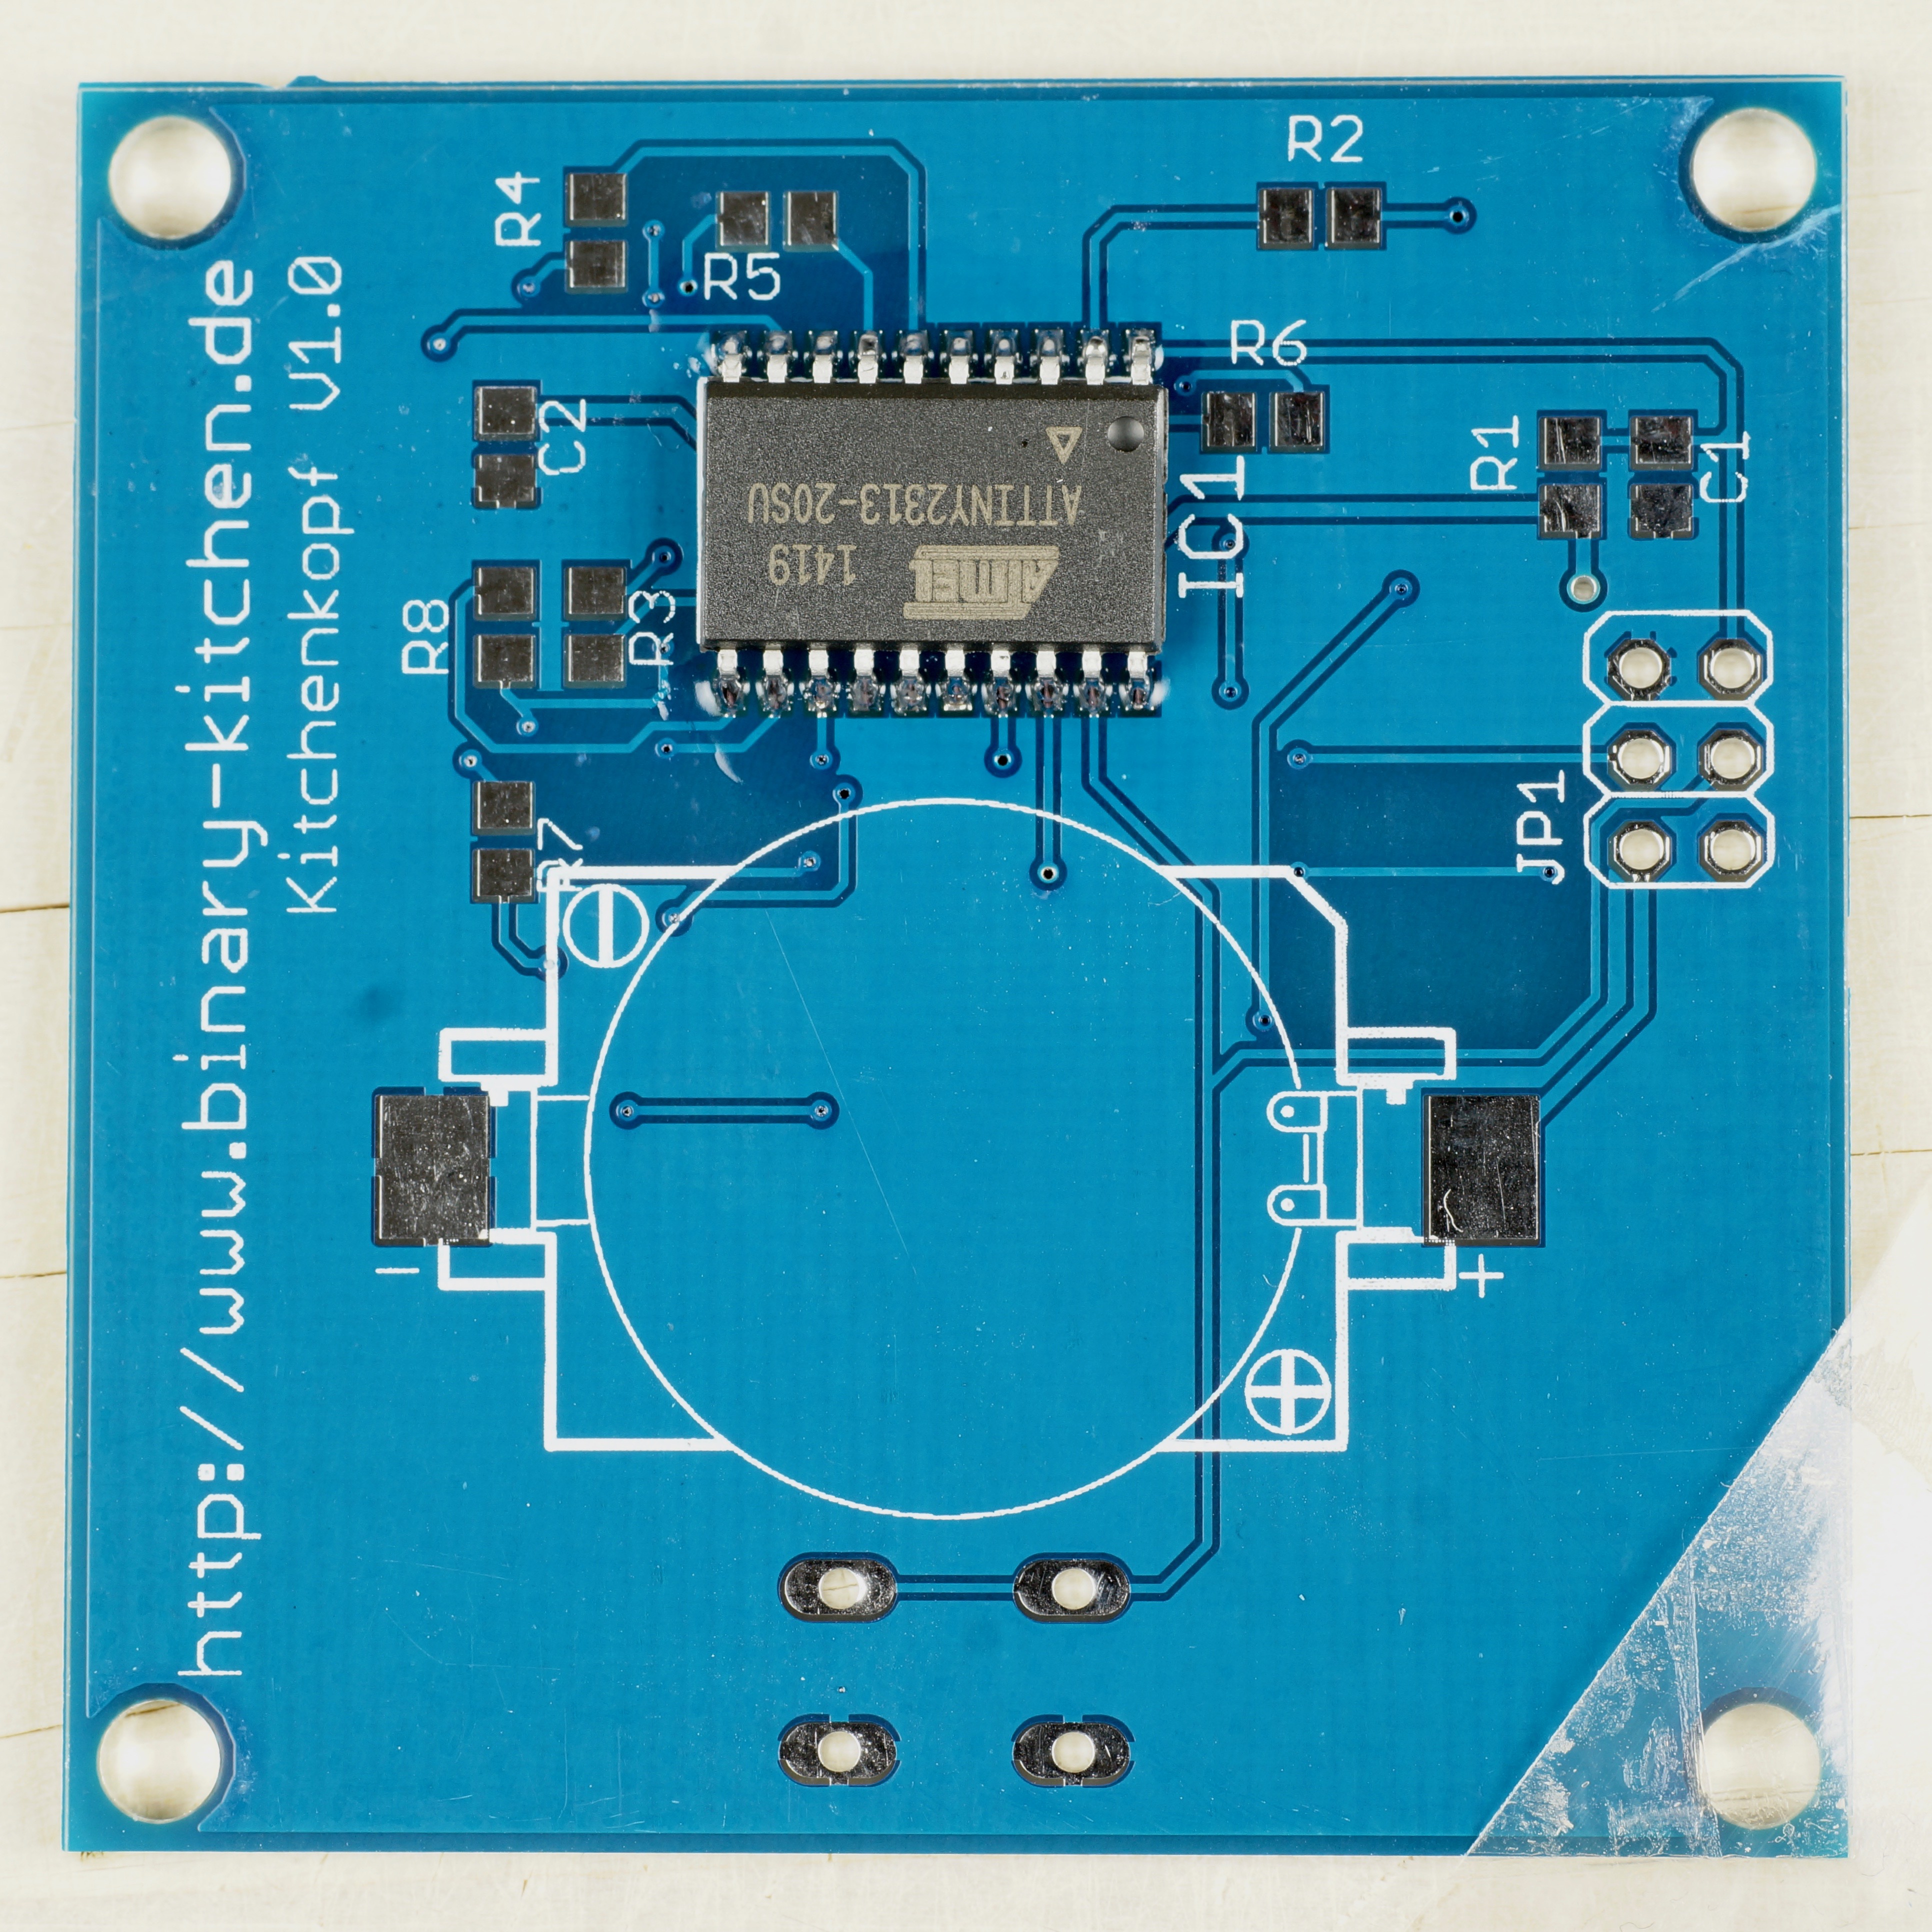 R2
R4
R5
R6
C2
R1
C1
IC1
ATTINY2313-20SU
ATMEL 1419
R8
R3
JP1
R7
http://www.binary-kitchen.de
Kitchenkopf V1.0
-
+